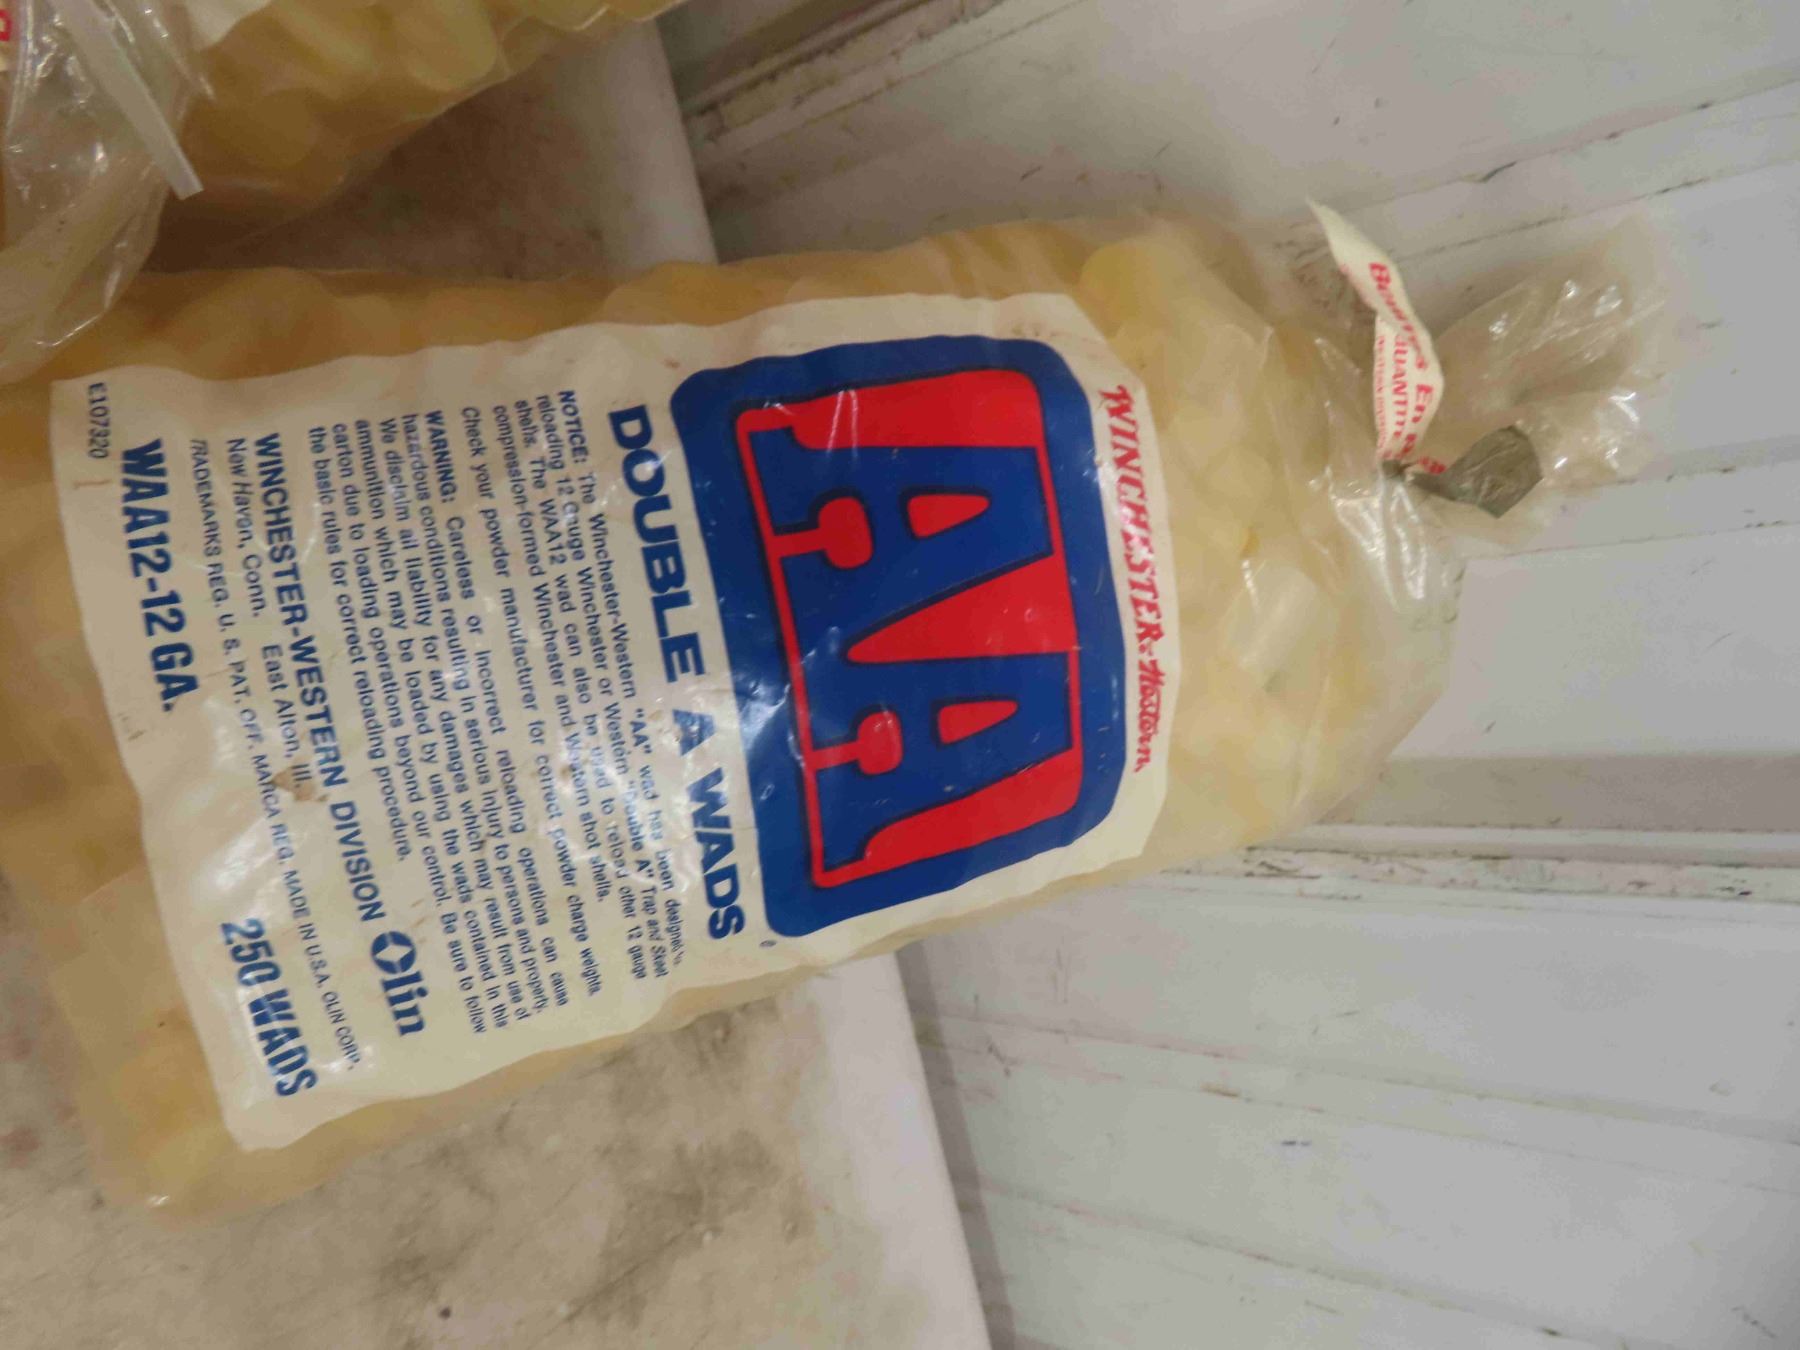 WINCHESTER-Western
AA
DOUBLE A WADS
NOTICE: The Winchester-Western "AA" wad has been designed
reloading 12 Gauge Winchester or Western "Double A" Trap and Skeet
shells. The WAA12 wad can also be used to reload other 12 gauge
compression-formed Winchester and Western shot shells.
Check your powder manufacturer for correct powder charge weights.
WARNING: Careless or incorrect reloading operations can cause
hazardous conditions resulting in serious injury to persons and property.
We disclaim all liability for any damages which may result from use of
ammunition which may be loaded by using the wads contained in this
carton due to loading operations beyond our control. Be sure to follow
the basic rules for correct reloading procedure.
WINCHESTER-WESTERN DIVISION Olin
New Haven, Conn. East Alton, Ill.
TRADEMARKS REG. U. S. PAT. OFF. MARCA REG. MADE IN U.S.A. OLIN CORP.
WAA12-12 GA. 250 WADS
E107320